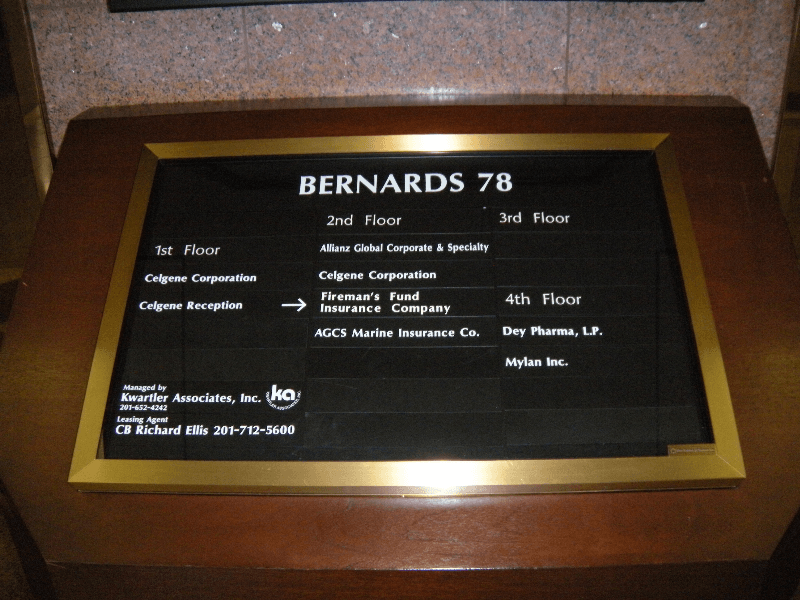 BERNARDS 78
1st Floor
Celgene Corporation
Celgene Reception →
2nd Floor
Allianz Global Corporate & Specialty
Celgene Corporation
Fireman's Fund
Insurance Company
AGCS Marine Insurance Co.
3rd Floor
4th Floor
Dey Pharma, L.P.
Mylan Inc.
Managed by
Kwartler Associates, Inc.
201-652-4242
ka
Leasing Agent
CB Richard Ellis 201-712-5600